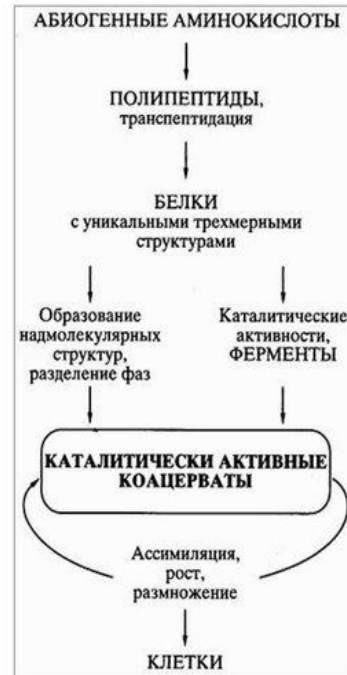 АБИОГЕННЫЕ АМИНОКИСЛОТЫ
ПОЛИПЕПТИДЫ,
транспептидация
БЕЛКИ
с уникальными трехмерными
структурами
Образование
надмолекулярных
структур,
разделение фаз
Каталитические
активности,
ФЕРМЕНТЫ
КАТАЛИТИЧЕСКИ АКТИВНЫЕ
КОАЦЕРВАТЫ
Ассимиляция,
рост,
размножение
КЛЕТКИ